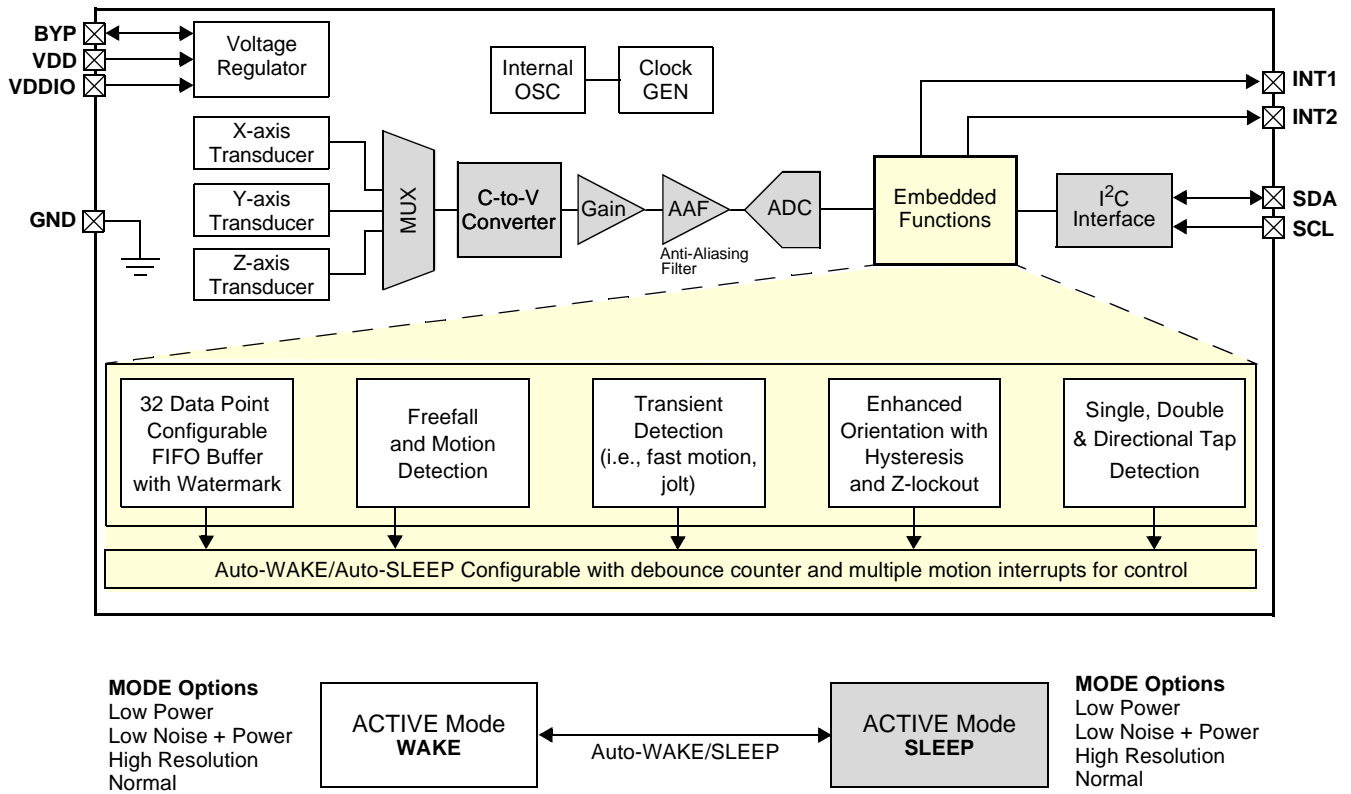 BYP
VDD
VDDIO
GND
Voltage
Regulator
Internal
OSC
Clock
GEN
X-axis
Transducer
Y-axis
Transducer
Z-axis
Transducer
MUX
C-to-V
Converter
Gain
AAF
Anti-Aliasing
Filter
ADC
Embedded
Functions
I²C
Interface
INT1
INT2
SDA
SCL
32 Data Point
Configurable
FIFO Buffer
with Watermark
Freefall
and Motion
Detection
Transient
Detection
(i.e., fast motion,
jolt)
Enhanced
Orientation with
Hysteresis
and Z-lockout
Single, Double
& Directional Tap
Detection
Auto-WAKE/Auto-SLEEP Configurable with debounce counter and multiple motion interrupts for control
MODE Options
Low Power
Low Noise + Power
High Resolution
Normal
ACTIVE Mode
WAKE
Auto-WAKE/SLEEP
ACTIVE Mode
SLEEP
MODE Options
Low Power
Low Noise + Power
High Resolution
Normal